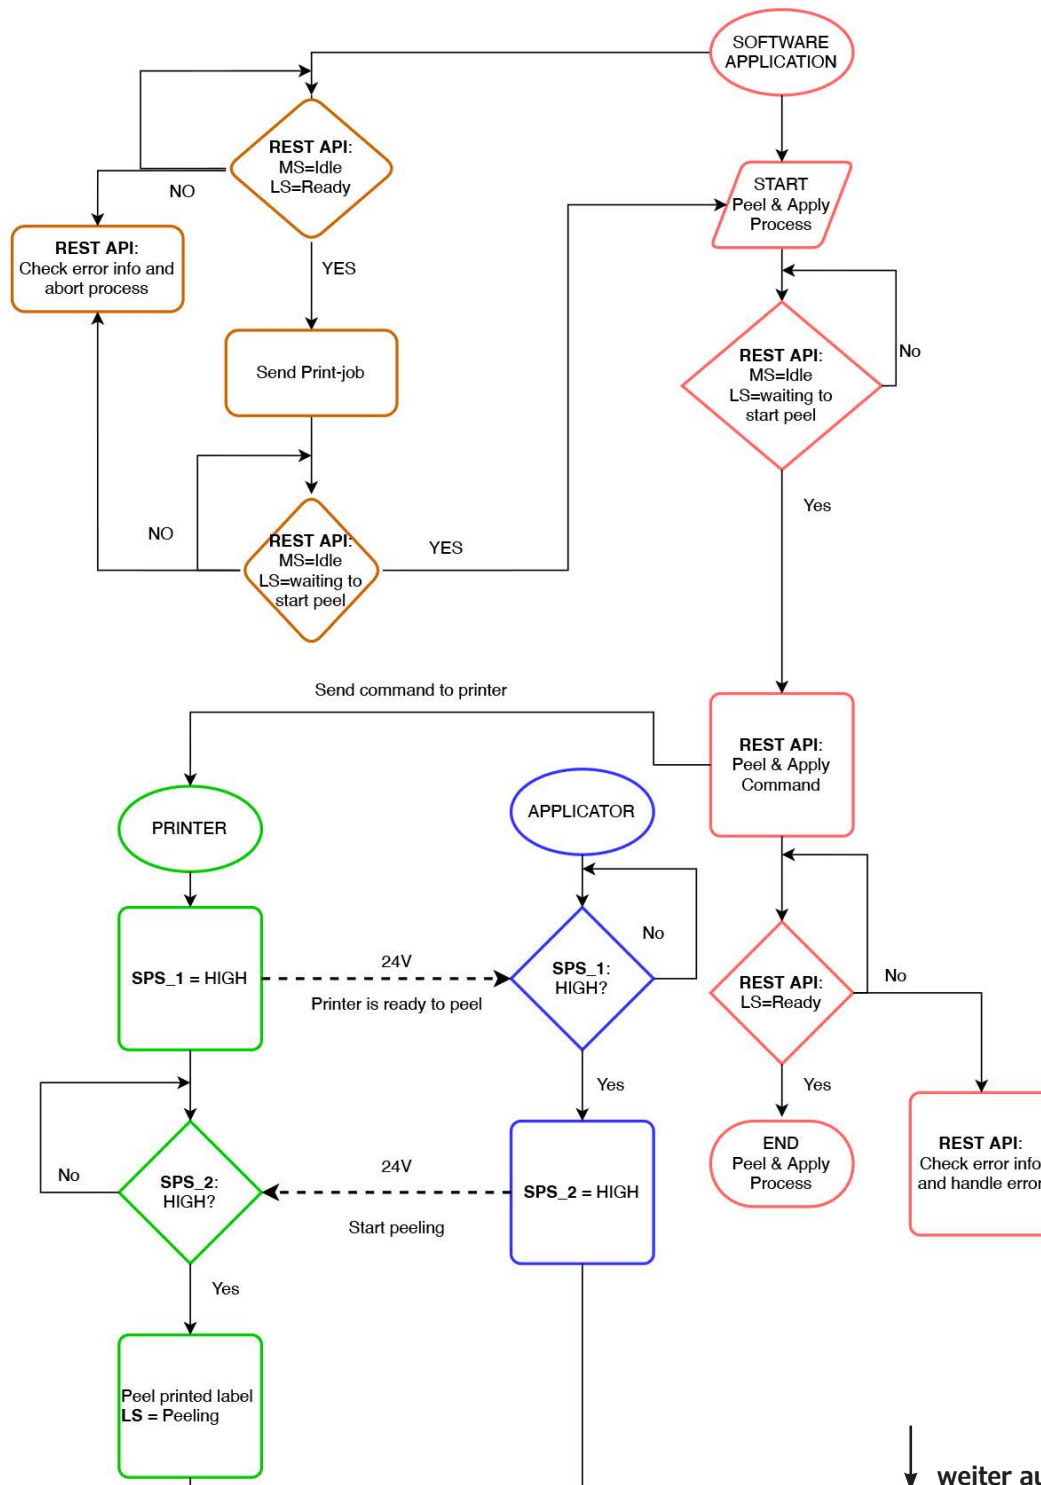 SOFTWARE
APPLICATION
REST API:
MS=Idle
LS=Ready
NO
YES
REST API:
Check error info and
abort process
START
Peel & Apply
Process
Send Print-job
REST API:
MS=Idle
LS=waiting to
start peel
No
Yes
REST API:
MS=Idle
LS=waiting to
start peel
NO
YES
Send command to printer
REST API:
Peel & Apply
Command
PRINTER
APPLICATOR
SPS_1 = HIGH
24V
Printer is ready to peel
SPS_1:
HIGH?
No
Yes
REST API:
LS=Ready
No
Yes
END
Peel & Apply
Process
REST API:
Check error info
and handle error
SPS_2:
HIGH?
No
Yes
24V
Start peeling
SPS_2 = HIGH
Peel printed label
LS = Peeling
weiter au